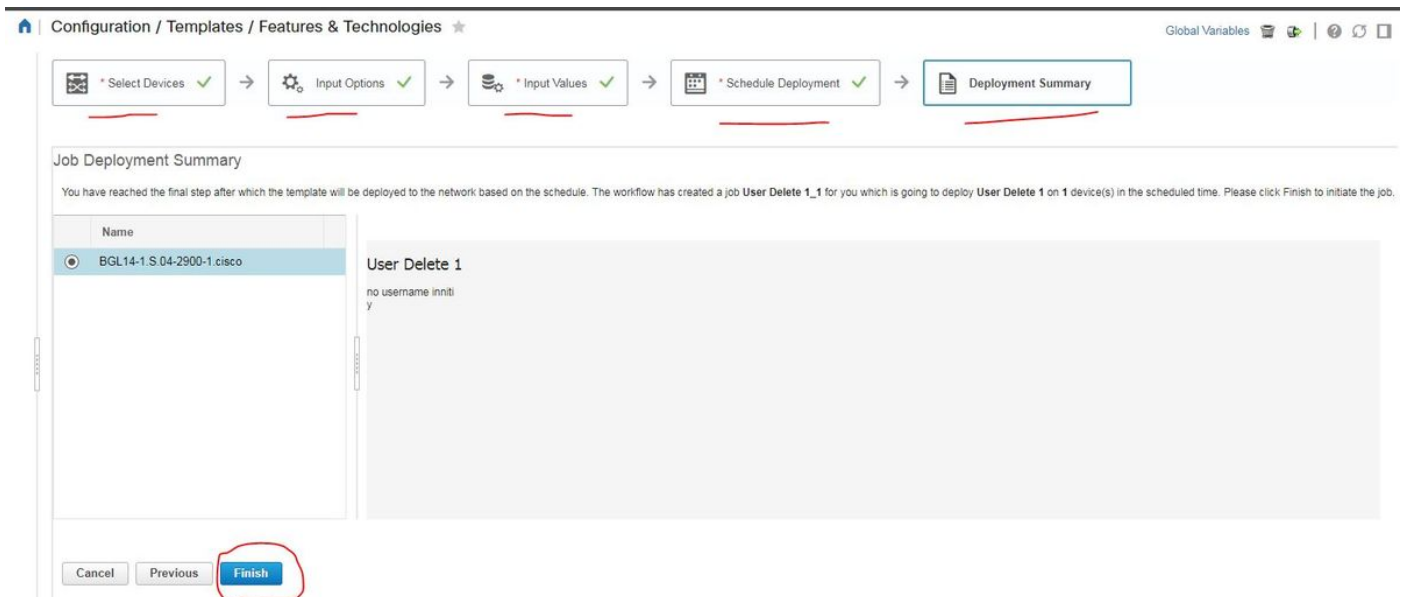 Configuration / Templates / Features & Technologies
Global Variables
* Select Devices
Input Options
* Input Values
* Schedule Deployment
Deployment Summary
Job Deployment Summary
You have reached the final step after which the template will be deployed to the network based on the schedule. The workflow has created a job User Delete 1_1 for you which is going to deploy User Delete 1 on 1 device(s) in the scheduled time. Please click Finish to initiate the job.
Name
BGL14-1.S.04-2900-1.cisco
User Delete 1
no username inniti
y
Cancel
Previous
Finish